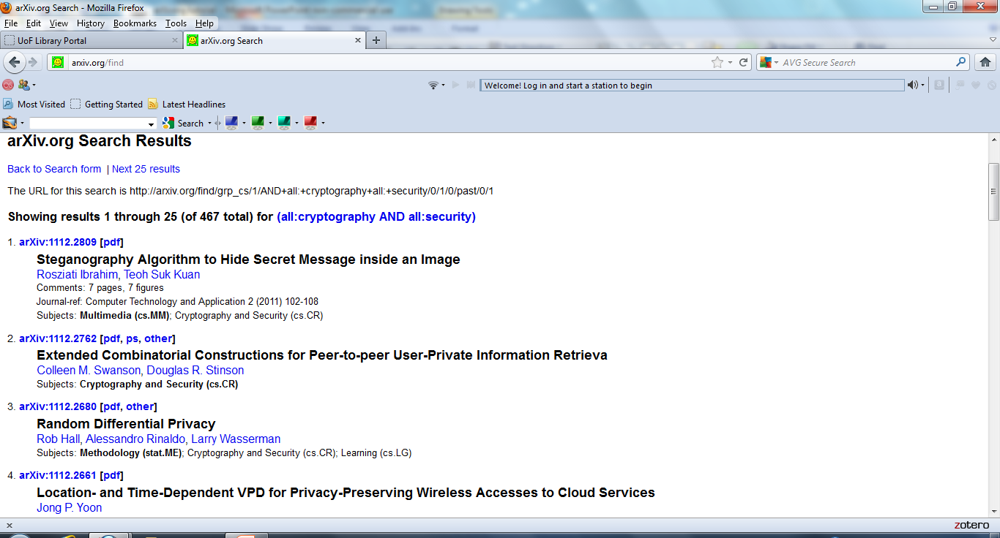 arXiv.org Search - Mozilla Firefox
File Edit View History Bookmarks Tools Help
UoF Library Portal
arXiv.org Search
arxiv.org/find
AVG Secure Search
Welcome! Log in and start a station to begin
Most Visited Getting Started Latest Headlines
Search
arXiv.org Search Results
Back to Search form | Next 25 results
The URL for this search is http://arxiv.org/find/grp_cs/1/AND+all:+cryptography+all:+security/0/1/0/past/0/1
Showing results 1 through 25 (of 467 total) for (all:cryptography AND all:security)
1. arXiv:1112.2809 [pdf]
Steganography Algorithm to Hide Secret Message inside an Image
Rosziati Ibrahim, Teoh Suk Kuan
Comments: 7 pages, 7 figures
Journal-ref: Computer Technology and Application 2 (2011) 102-108
Subjects: Multimedia (cs.MM); Cryptography and Security (cs.CR)
2. arXiv:1112.2762 [pdf, ps, other]
Extended Combinatorial Constructions for Peer-to-peer User-Private Information Retrieva
Colleen M. Swanson, Douglas R. Stinson
Subjects: Cryptography and Security (cs.CR)
3. arXiv:1112.2680 [pdf, other]
Random Differential Privacy
Rob Hall, Alessandro Rinaldo, Larry Wasserman
Subjects: Methodology (stat.ME); Cryptography and Security (cs.CR); Learning (cs.LG)
4. arXiv:1112.2661 [pdf]
Location- and Time-Dependent VPD for Privacy-Preserving Wireless Accesses to Cloud Services
Jong P. Yoon
zotero